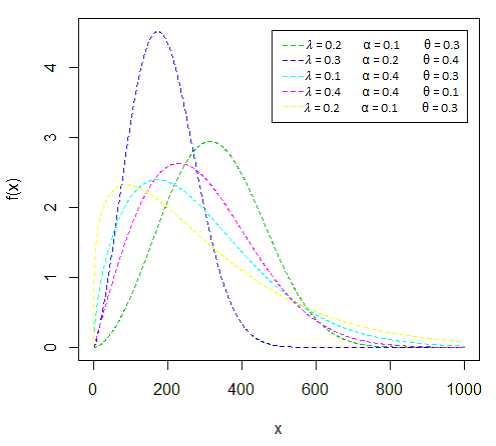 λ = 0.2 α = 0.1 θ = 0.3
λ = 0.3 α = 0.2 θ = 0.4
λ = 0.1 α = 0.4 θ = 0.3
λ = 0.4 α = 0.4 θ = 0.1
λ = 0.2 α = 0.1 θ = 0.3
f(x)
4
3
2
1
0
0 200 400 600 800 1000
x